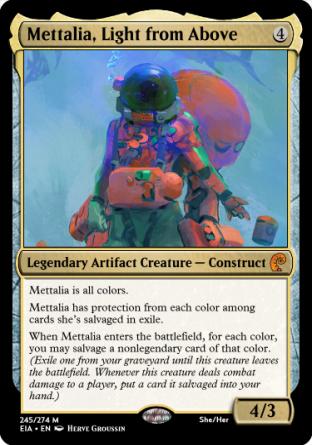 Mettalia, Light from Above 4
Legendary Artifact Creature — Construct
Mettalia is all colors.
Mettalia has protection from each color among
cards she's salvaged in exile.
When Mettalia enters the battlefield, for each color,
you may salvage a nonlegendary card of that color.
(Exile one from your graveyard until this creature leaves
the battlefield. Whenever this creature deals combat
damage to a player, put a card it salvaged into your
hand.)
4/3
245/274 M She/Her
EIA • EN Herve Groussin